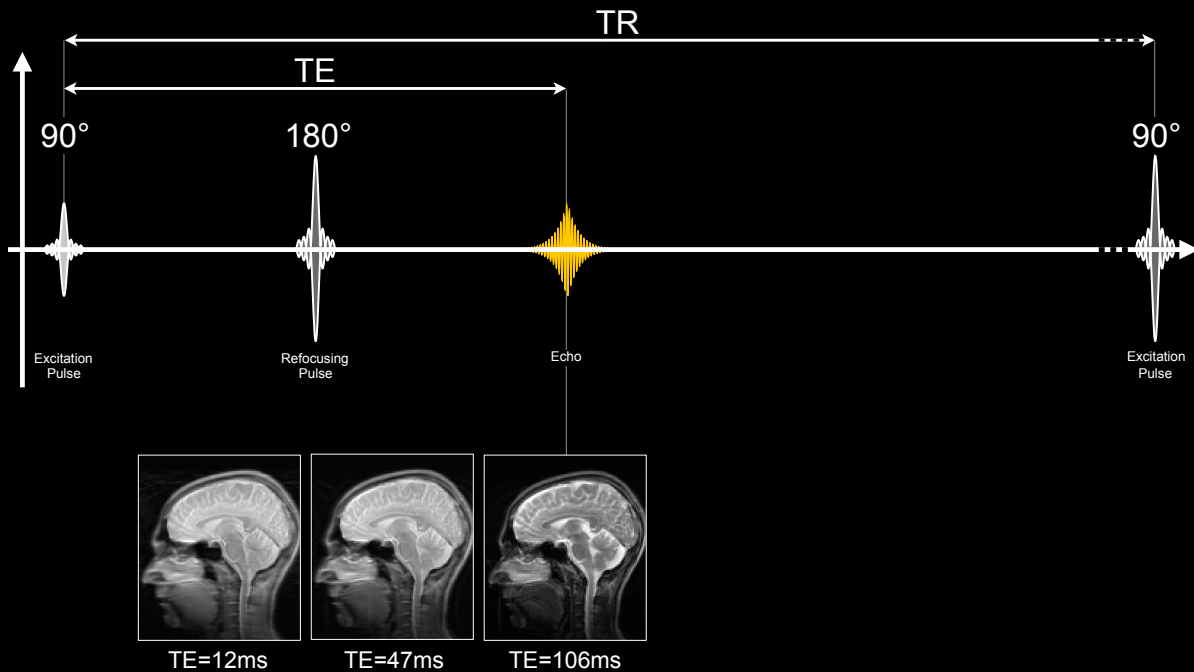 TR
TE
90°
180°
90°
Excitation
Pulse
Refocusing
Pulse
Echo
Excitation
Pulse
TE=12ms
TE=47ms
TE=106ms